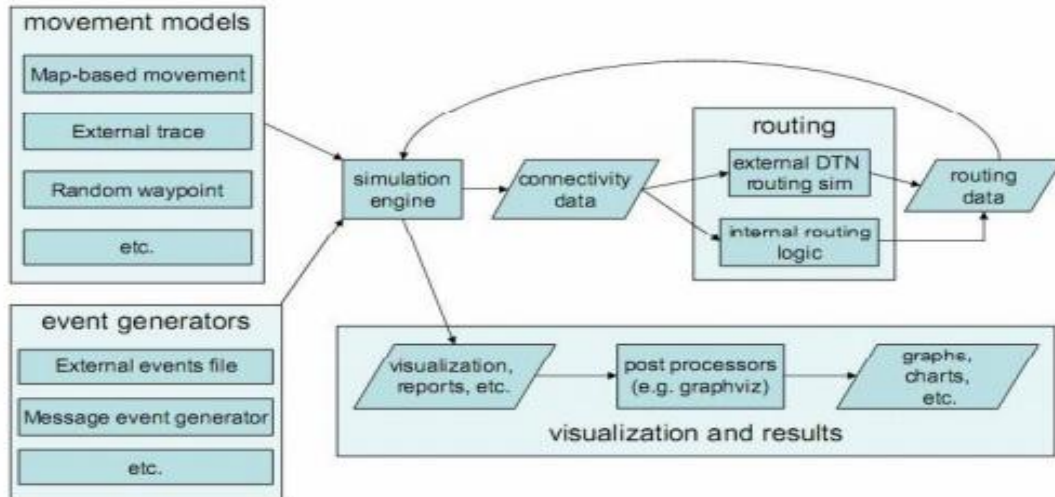 movement models
Map-based movement
External trace
Random waypoint
etc.
event generators
External events file
Message event generator
etc.
simulation
engine
connectivity
data
routing
external DTN
routing sim
internal routing
logic
routing
data
visualization,
reports, etc.
post processors
(e.g. graphviz)
graphs,
charts,
etc.
visualization and results